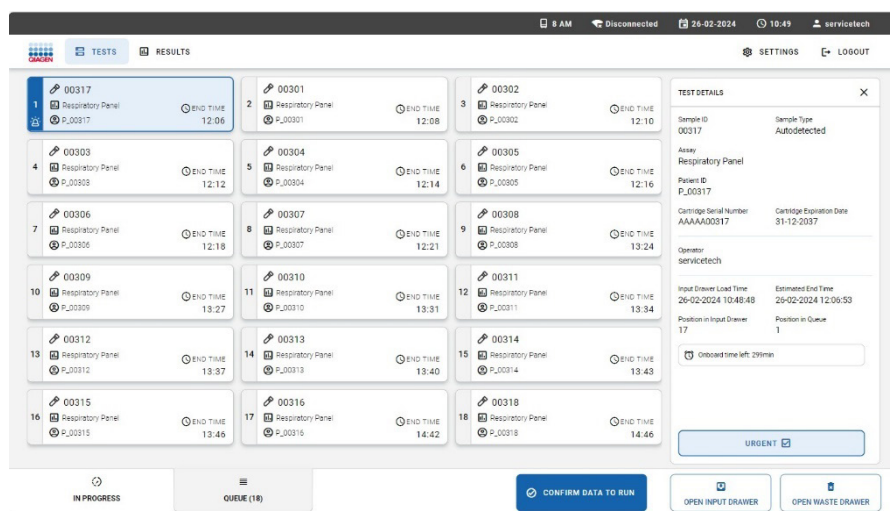 8 AM Disconnected 26-02-2024 10:49 servicetech
QIAGEN TESTS RESULTS SETTINGS LOGOUT
1 00317 Respiratory Panel P_00317 END TIME 12:06
2 00301 Respiratory Panel P_00301 END TIME 12:08
3 00302 Respiratory Panel P_00302 END TIME 12:10
4 00303 Respiratory Panel P_00303 END TIME 12:12
5 00304 Respiratory Panel P_00304 END TIME 12:14
6 00305 Respiratory Panel P_00305 END TIME 12:16
7 00306 Respiratory Panel P_00306 END TIME 12:18
8 00307 Respiratory Panel P_00307 END TIME 12:21
9 00308 Respiratory Panel P_00308 END TIME 13:24
10 00309 Respiratory Panel P_00309 END TIME 13:27
11 00310 Respiratory Panel P_00310 END TIME 13:31
12 00311 Respiratory Panel P_00311 END TIME 13:34
13 00312 Respiratory Panel P_00312 END TIME 13:37
14 00313 Respiratory Panel P_00313 END TIME 13:40
15 00314 Respiratory Panel P_00314 END TIME 13:43
16 00315 Respiratory Panel P_00315 END TIME 13:46
17 00316 Respiratory Panel P_00316 END TIME 14:42
18 00318 Respiratory Panel P_00318 END TIME 14:46
TEST DETAILS
Sample ID Sample Type
00317 Autodetected
Assay
Respiratory Panel
Patient ID
P_00317
Cartridge Serial Number Cartridge Expiration Date
AAAAA00317 31-12-2037
Operator
servicetech
Input Drawer Load Time Estimated End Time
26-02-2024 10:48:48 26-02-2024 12:06:53
Position in Input Drawer Position in Queue
17 1
Onboard time left: 299min
URGENT
IN PROGRESS QUEUE (18) CONFIRM DATA TO RUN OPEN INPUT DRAWER OPEN WASTE DRAWER